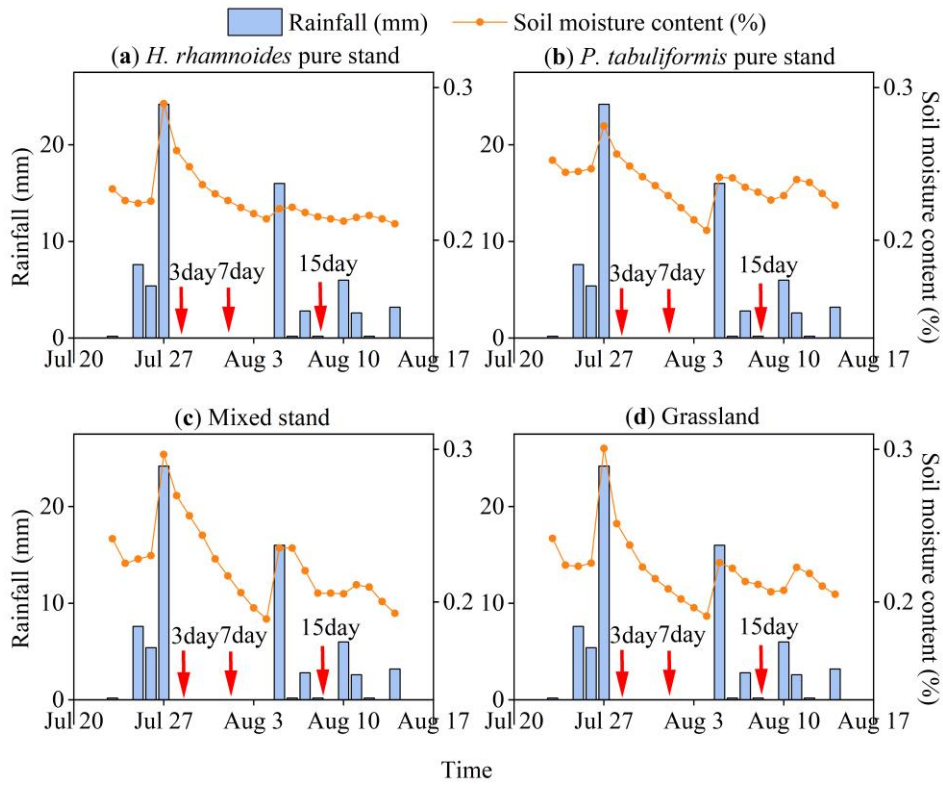 Rainfall (mm) Soil moisture content (%)
(a) H. rhamnoides pure stand
(b) P. tabuliformis pure stand
Rainfall (mm)
20
10
0
3day 7day 15day
0.3
0.2
Jul 20 Jul 27 Aug 3 Aug 10 Aug 17
3day 7day 15day
0.3
0.2
Jul 20 Jul 27 Aug 3 Aug 10 Aug 17
20
10
0
Soil moisture content (%)
(c) Mixed stand
(d) Grassland
Rainfall (mm)
20
10
0
3day 7day 15day
0.3
0.2
Jul 20 Jul 27 Aug 3 Aug 10 Aug 17
20
10
0
3day 7day 15day
0.3
0.2
Jul 20 Jul 27 Aug 3 Aug 10 Aug 17
Soil moisture content (%)
Time